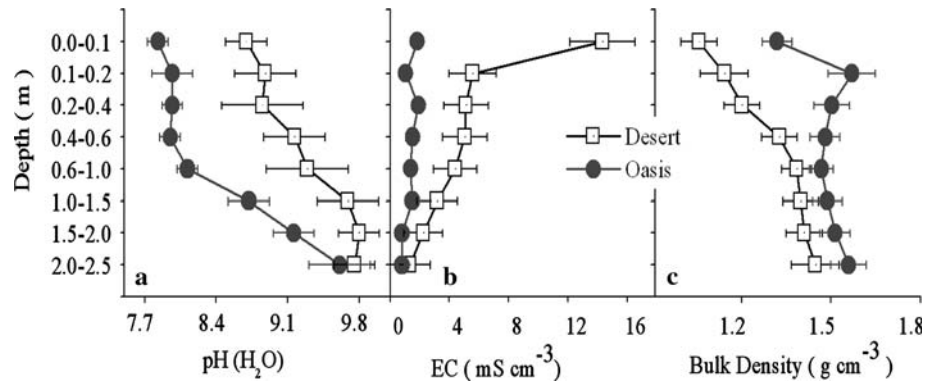 0.0-0.1
0.1-0.2
0.2-0.4
0.4-0.6
0.6-1.0
1.0-1.5
1.5-2.0
2.0-2.5
Depth ( m )
a
b
c
Desert
Oasis
7.7 8.4 9.1 9.8
0 4 8 12 16
1.2 1.5 1.8
pH (H₂O)
EC ( mS cm⁻³)
Bulk Density ( g cm⁻³)